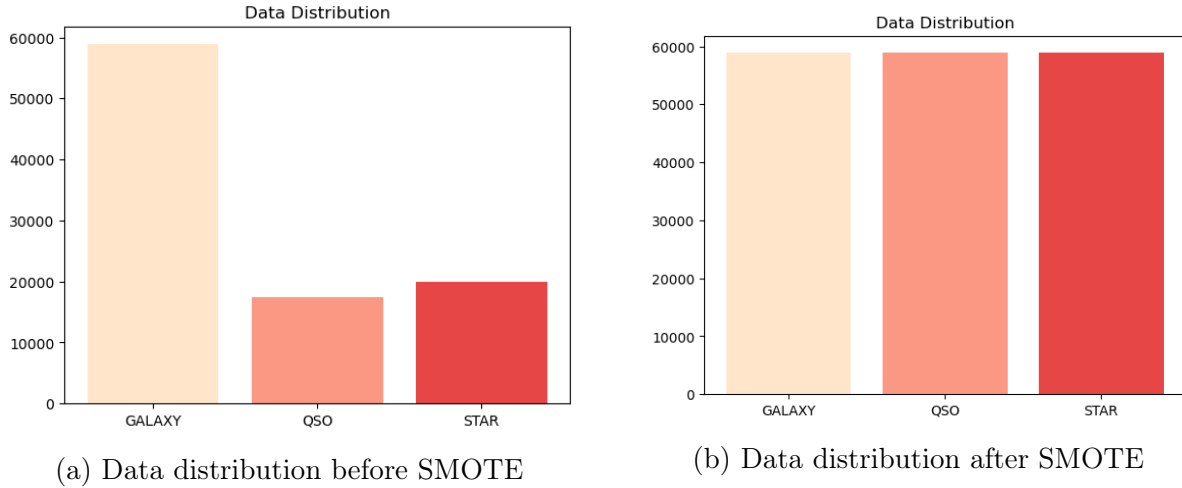 Data Distribution
60000
50000
40000
30000
20000
10000
0
GALAXY QSO STAR
(a) Data distribution before SMOTE
Data Distribution
60000
50000
40000
30000
20000
10000
0
GALAXY QSO STAR
(b) Data distribution after SMOTE